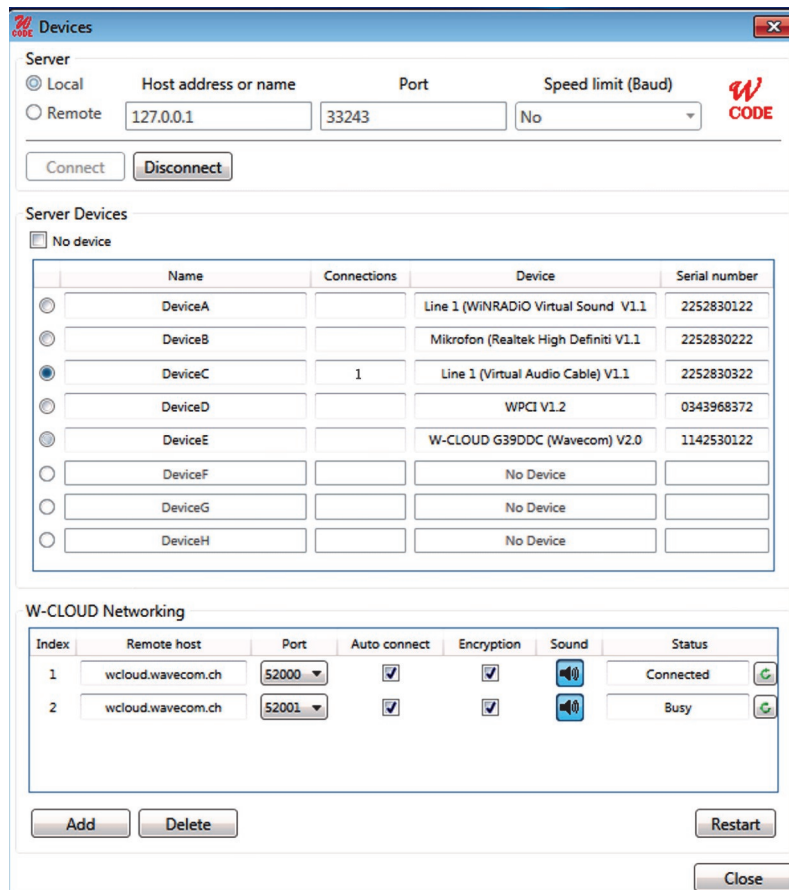 W CODE Devices
Server
Local Host address or name Port Speed limit (Baud)
Remote 127.0.0.1 33243 No
W CODE
Connect Disconnect
Server Devices
No device
Name Connections Device Serial number
DeviceA Line 1 (WiNRADiO Virtual Sound V1.1 2252830122
DeviceB Mikrofon (Realtek High Definiti V1.1 2252830222
DeviceC 1 Line 1 (Virtual Audio Cable) V1.1 2252830322
DeviceD WPCI V1.2 0343968372
DeviceE W-CLOUD G39DDC (Wavecom) V2.0 1142530122
DeviceF No Device
DeviceG No Device
DeviceH No Device
W-CLOUD Networking
Index Remote host Port Auto connect Encryption Sound Status
1 wcloud.wavecom.ch 52000 Connected
2 wcloud.wavecom.ch 52001 Busy
Add Delete Restart
Close